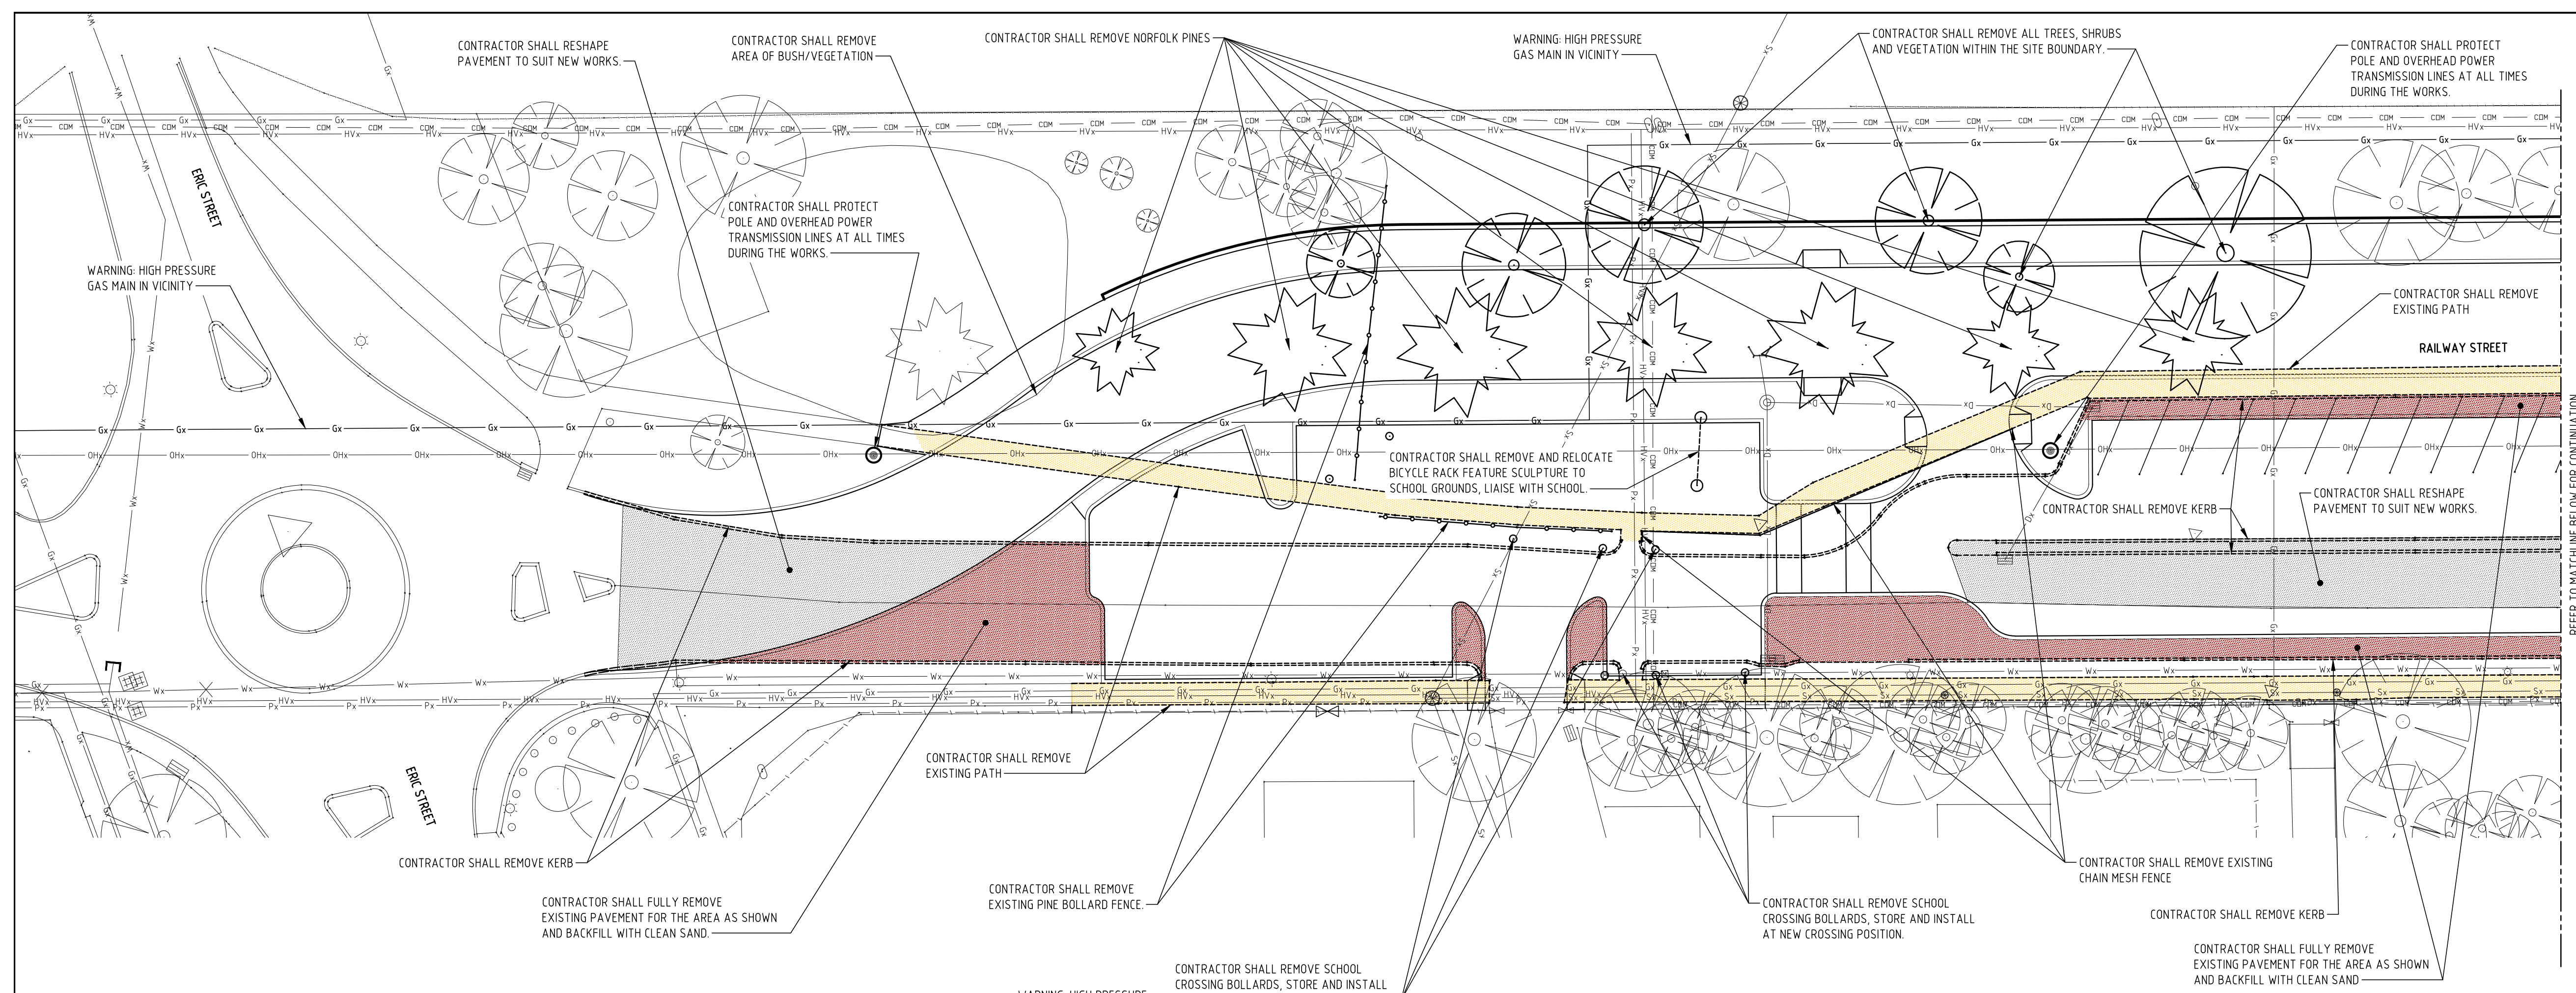 CONTRACTOR SHALL RESHAPE
PAVEMENT TO SUIT NEW WORKS.
CONTRACTOR SHALL REMOVE
AREA OF BUSH/VEGETATION
CONTRACTOR SHALL REMOVE NORFOLK PINES
WARNING: HIGH PRESSURE
GAS MAIN IN VICINITY
CONTRACTOR SHALL REMOVE ALL TREES, SHRUBS
AND VEGETATION WITHIN THE SITE BOUNDARY.
CONTRACTOR SHALL PROTECT
POLE AND OVERHEAD POWER
TRANSMISSION LINES AT ALL TIMES
DURING THE WORKS.
ERIC STREET
CONTRACTOR SHALL PROTECT
POLE AND OVERHEAD POWER
TRANSMISSION LINES AT ALL TIMES
DURING THE WORKS.
WARNING: HIGH PRESSURE
GAS MAIN IN VICINITY
CONTRACTOR SHALL REMOVE
EXISTING PATH
RAILWAY STREET
REFER TO MATCHLINE BELOW FOR CONTINUATION
CONTRACTOR SHALL REMOVE AND RELOCATE
BICYCLE RACK FEATURE SCULPTURE TO
SCHOOL GROUNDS, LIAISE WITH SCHOOL.
CONTRACTOR SHALL RESHAPE
PAVEMENT TO SUIT NEW WORKS.
CONTRACTOR SHALL REMOVE KERB
CONTRACTOR SHALL REMOVE
EXISTING PATH
ERIC STREET
CONTRACTOR SHALL REMOVE KERB
CONTRACTOR SHALL REMOVE EXISTING
CHAIN MESH FENCE
CONTRACTOR SHALL FULLY REMOVE
EXISTING PAVEMENT FOR THE AREA AS SHOWN
AND BACKFILL WITH CLEAN SAND.
CONTRACTOR SHALL REMOVE
EXISTING PINE BOLLARD FENCE.
CONTRACTOR SHALL REMOVE SCHOOL
CROSSING BOLLARDS, STORE AND INSTALL
AT NEW CROSSING POSITION.
CONTRACTOR SHALL REMOVE KERB
CONTRACTOR SHALL FULLY REMOVE
EXISTING PAVEMENT FOR THE AREA AS SHOWN
AND BACKFILL WITH CLEAN SAND
CONTRACTOR SHALL REMOVE SCHOOL
CROSSING BOLLARDS, STORE AND INSTALL
WARNING: HIGH PRESSURE